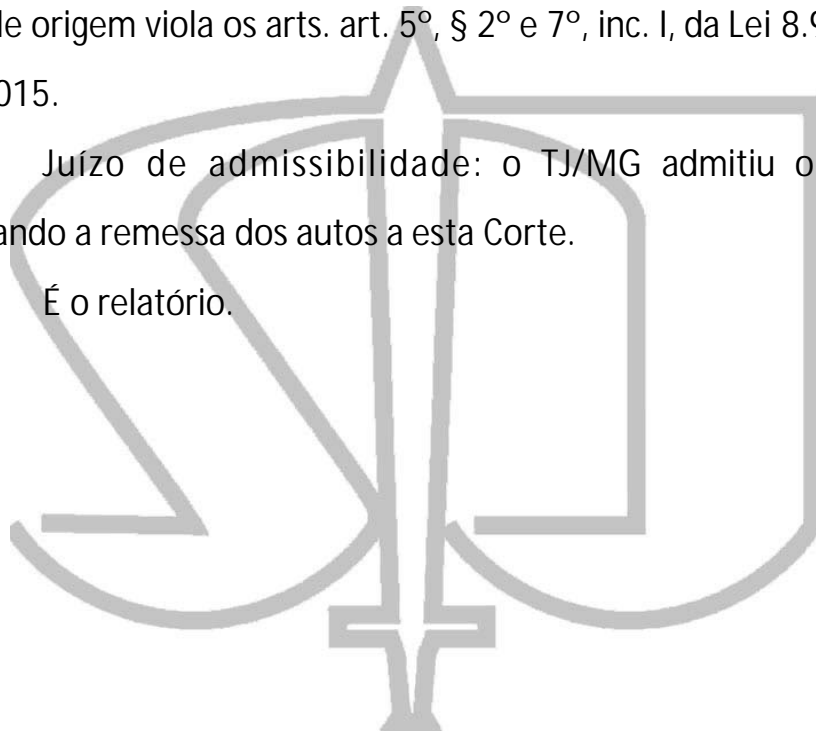 le origem viola os arts. art. 5º, § 2º e 7º, inc. I, da Lei 8.9
015.
Juízo de admissibilidade: o TJ/MG admitiu o
ando a remessa dos autos a esta Corte.
É o relatório.